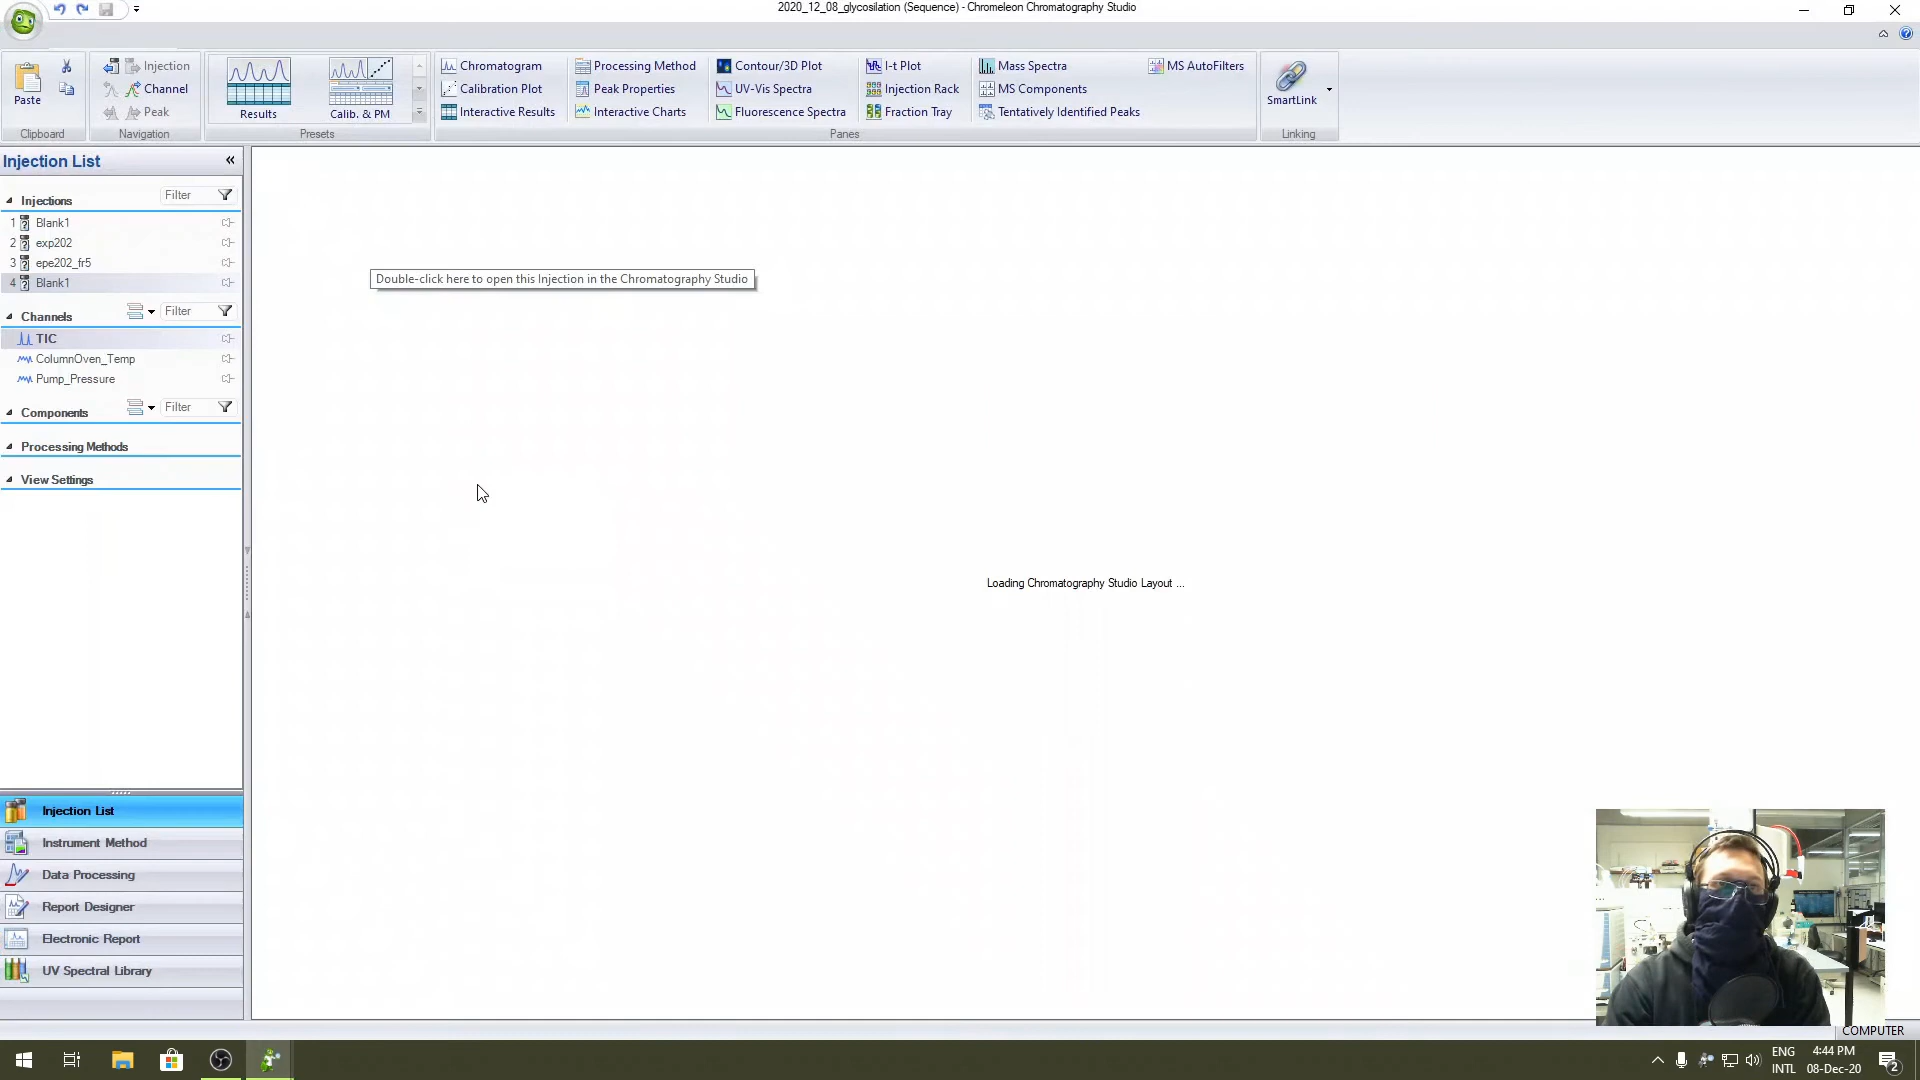 2020_12_08_glycosilation (Sequence) - Chromeleon Chromatography Studio
Paste
Clipboard
Injection
Channel
Peak
Navigation
Results
Calib. & PM
Presets
Chromatogram
Calibration Plot
Interactive Results
Processing Method
Peak Properties
Interactive Charts
Contour/3D Plot
UV-Vis Spectra
Fluorescence Spectra
I-t Plot
Injection Rack
Fraction Tray
Mass Spectra
MS Components
Tentatively Identified Peaks
MS AutoFilters
Panes
SmartLink
Linking
Injection List
Injections Filter
1 Blank1
2 exp202
3 epe202_fr5
4 Blank1
Channels Filter
TIC
ColumnOven_Temp
Pump_Pressure
Components Filter
Processing Methods
View Settings
Double-click here to open this Injection in the Chromatography Studio
Loading Chromatography Studio Layout ...
Injection List
Instrument Method
Data Processing
Report Designer
Electronic Report
UV Spectral Library
COMPUTER
ENG
INTL
4:44 PM
08-Dec-20
2